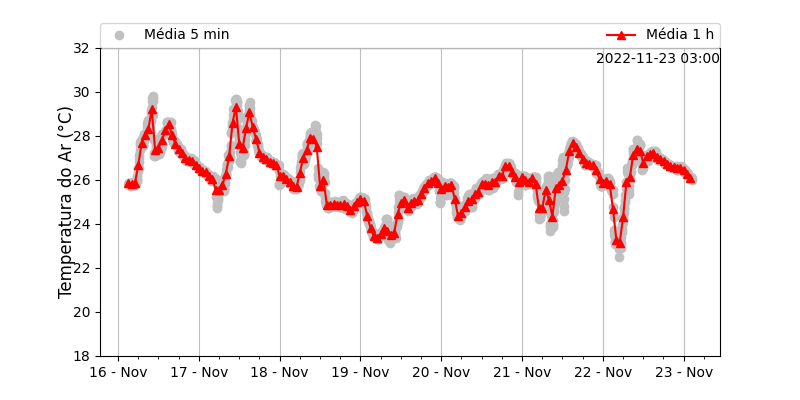 Média 5 min
Média 1 h
2022-11-23 03:00
Temperatura do Ar (°C)
32
30
28
26
24
22
20
18
16 - Nov
17 - Nov
18 - Nov
19 - Nov
20 - Nov
21 - Nov
22 - Nov
23 - Nov